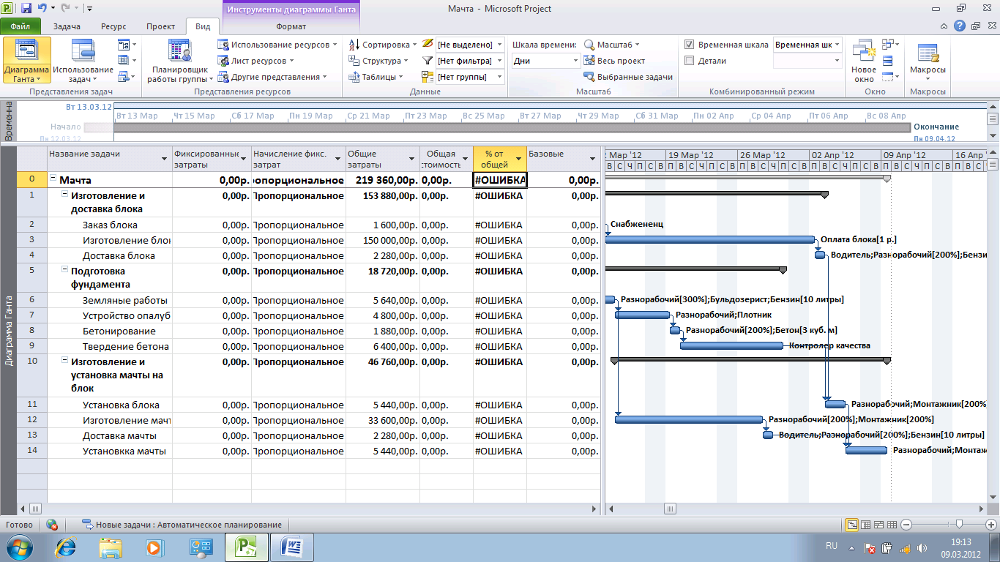 Инструменты диаграммы Ганта
Мачта - Microsoft Project
Файл Задача Ресурс Проект Вид Формат
Диаграмма Ганта
Использование задач
Планировщик работы группы
Использование ресурсов
Лист ресурсов
Другие представления
Сортировка
Структура
Таблицы
[Не выделено]
[Нет фильтра]
[Нет группы]
Шкала времени:
Дни
Масштаб
Весь проект
Выбранные задачи
Временная шкала
Временная шк
Детали
Новое окно
Макросы
Представления задач Представления ресурсов Данные Масштаб Комбинированный режим Окно Макросы
Временна
Вт 13.03.12
Вт 13 Мар Чт 15 Мар Сб 17 Мар Пн 19 Мар Ср 21 Мар Пт 23 Мар Вс 25 Мар Вт 27 Мар Чт 29 Мар Сб 31 Мар Пн 02 Апр Ср 04 Апр Пт 06 Апр Вс 08 Апр
Начало
Пн 12.03.12
Окончание
Пн 09.04.12
Диаграмма Ганта
Название задачи Фиксированные затраты Начисление фикс. затрат Общие затраты Общая стоимость % от общей Базовые
Мар '12 19 Мар '12 26 Мар '12 02 Апр '12 09 Апр '12 16 Апр '
В С Ч П С В П В С Ч П С В П В С Ч П С В П В С Ч П С В П В С Ч П С В П В С Ч
0 Мачта 0,00р. ропорциональное 219 360,00р. 0,00р. #ОШИБКА 0,00р.
1 Изготовление и доставка блока 0,00р. Пропорциональное 153 880,00р. 0,00р. #ОШИБКА 0,00р.
2 Заказ блока 0,00р. Пропорциональное 1 600,00р. 0,00р. #ОШИБКА 0,00р. Снабжененц
3 Изготовление блок 0,00р. Пропорциональное 150 000,00р. 0,00р. #ОШИБКА 0,00р. Оплата блока[1 р.]
4 Доставка блока 0,00р. Пропорциональное 2 280,00р. 0,00р. #ОШИБКА 0,00р. Водитель;Разнорабочий[200%];Бензи
5 Подготовка фундамента 0,00р. Пропорциональное 18 720,00р. 0,00р. #ОШИБКА 0,00р.
6 Земляные работы 0,00р. Пропорциональное 5 640,00р. 0,00р. #ОШИБКА 0,00р. Разнорабочий[300%];Бульдозерист;Бензин[10 литры]
7 Устройство опалуб 0,00р. Пропорциональное 4 800,00р. 0,00р. #ОШИБКА 0,00р. Разнорабочий;Плотник
8 Бетонирование 0,00р. Пропорциональное 1 880,00р. 0,00р. #ОШИБКА 0,00р. Разнорабочий[200%];Бетон[3 куб. м]
9 Твердение бетона 0,00р. Пропорциональное 6 400,00р. 0,00р. #ОШИБКА 0,00р. Контролер качества
10 Изготовление и установка мачты на блок 0,00р. Пропорциональное 46 760,00р. 0,00р. #ОШИБКА 0,00р.
11 Установка блока 0,00р. Пропорциональное 5 440,00р. 0,00р. #ОШИБКА 0,00р. Разнорабочий;Монтажник[200%
12 Изготовление мачт 0,00р. Пропорциональное 33 600,00р. 0,00р. #ОШИБКА 0,00р. Разнорабочий[200%];Монтажник[200%]
13 Доставка мачты 0,00р. Пропорциональное 2 280,00р. 0,00р. #ОШИБКА 0,00р. Водитель;Разнорабочий[200%];Бензин[10 литры]
14 Установкка мачты 0,00р. Пропорциональное 5 440,00р. 0,00р. #ОШИБКА 0,00р. Разнорабочий;Монтаж
Готово Новые задачи : Автоматическое планирование
RU
19:13
09.03.2012